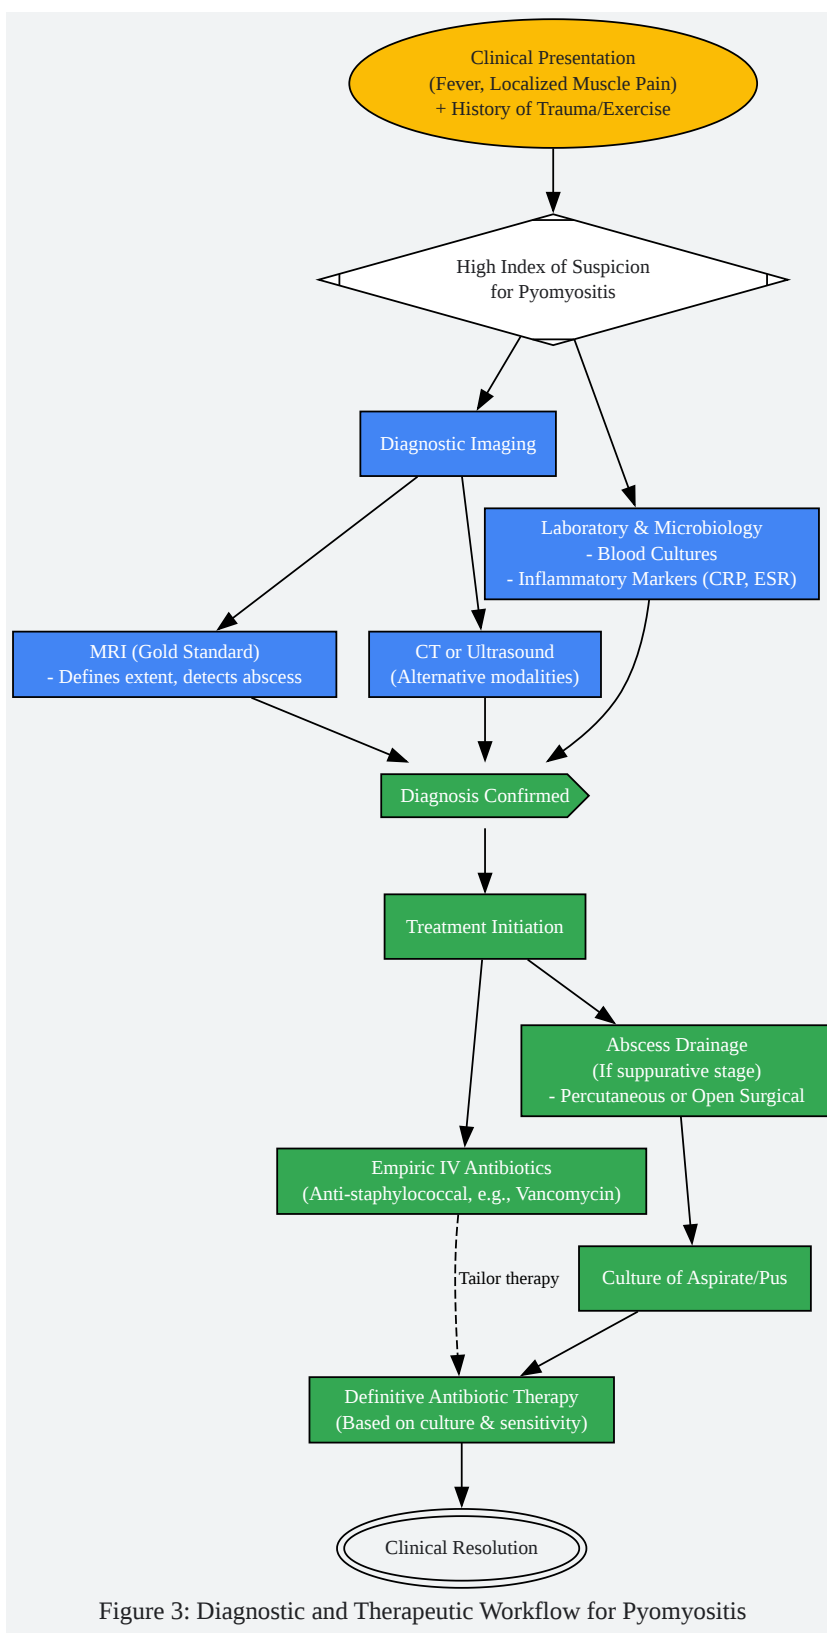 Clinical Presentation
(Fever, Localized Muscle Pain)
+ History of Trauma/Exercise
High Index of Suspicion
for Pyomyositis
Diagnostic Imaging
Laboratory & Microbiology
- Blood Cultures
- Inflammatory Markers (CRP, ESR)
MRI (Gold Standard)
- Defines extent, detects abscess
CT or Ultrasound
(Alternative modalities)
Diagnosis Confirmed
Treatment Initiation
Abscess Drainage
(If suppurative stage)
- Percutaneous or Open Surgical
Empiric IV Antibiotics
(Anti-staphylococcal, e.g., Vancomycin)
Tailor therapy
Culture of Aspirate/Pus
Definitive Antibiotic Therapy
(Based on culture & sensitivity)
Clinical Resolution
Figure 3: Diagnostic and Therapeutic Workflow for Pyomyositis